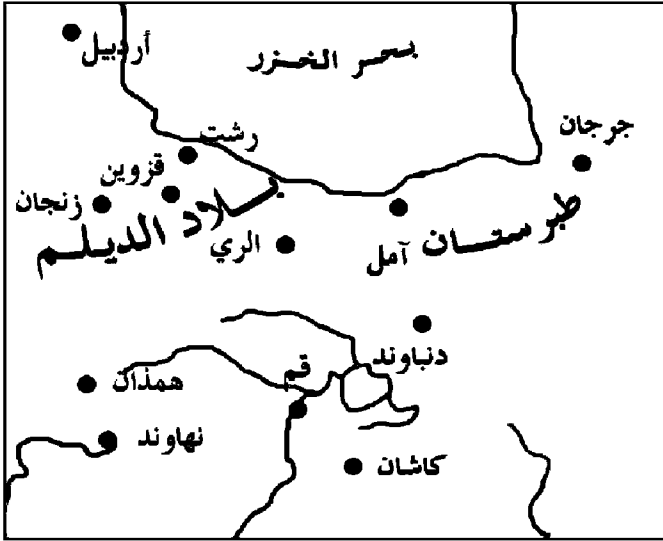 بحر الخزر
أردبيل
جرجان
رشت
قزوين
زنجان
بلاد الديلم
طبرستان
آمل
الري
دنباوند
قم
همذان
نهاوند
كاشان